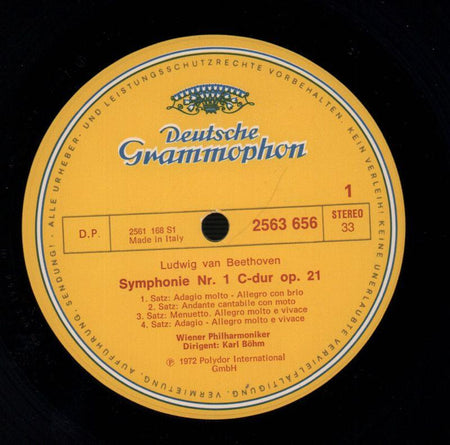 · ALLE URHEBER- UND LEISTUNGSSCHUTZRECHTE VORBEHALTEN · KEIN VERLEIH! KEINE UNERLAUBTE VERVIELFÄLTIGUNG, VERMIETUNG, AUFFÜHRUNG, SENDUNG!
Deutsche
Grammophon
1
D.P.
2561 168 S1
Made in Italy
2563 656
STEREO
33
Ludwig van Beethoven
Symphonie Nr. 1 C-dur op. 21
1. Satz: Adagio molto - Allegro con brio
2. Satz: Andante cantabile con moto
3. Satz: Menuetto. Allegro molto e vivace
4. Satz: Adagio - Allegro molto e vivace
Wiener Philharmoniker
Dirigent: Karl Böhm
℗ 1972 Polydor International
GmbH